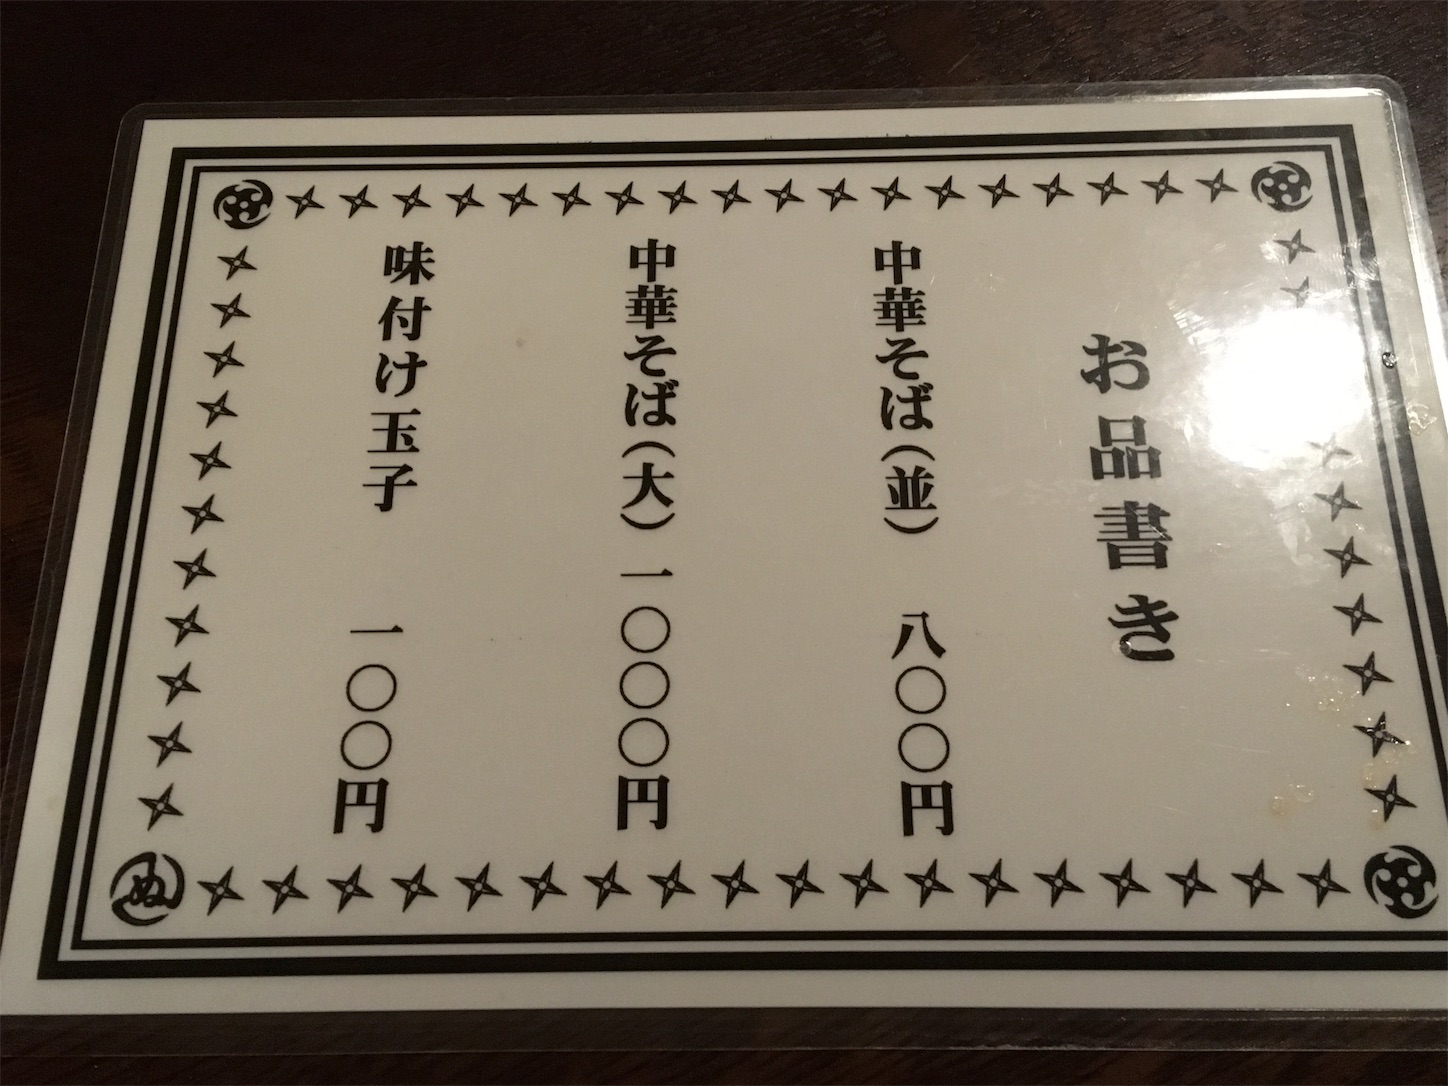 お品書き
中華そば(並) 八〇〇円
中華そば(大) 一〇〇〇円
味付け玉子 一〇〇円
ぬ